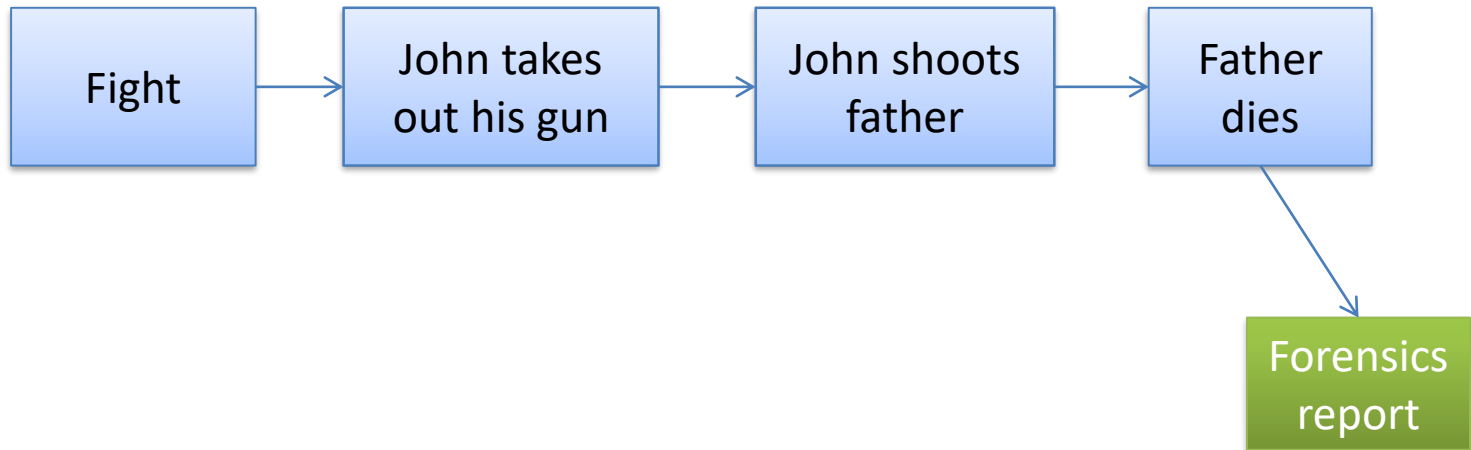 Fight
John takes
out his gun
John shoots
father
Father
dies
Forensics
report